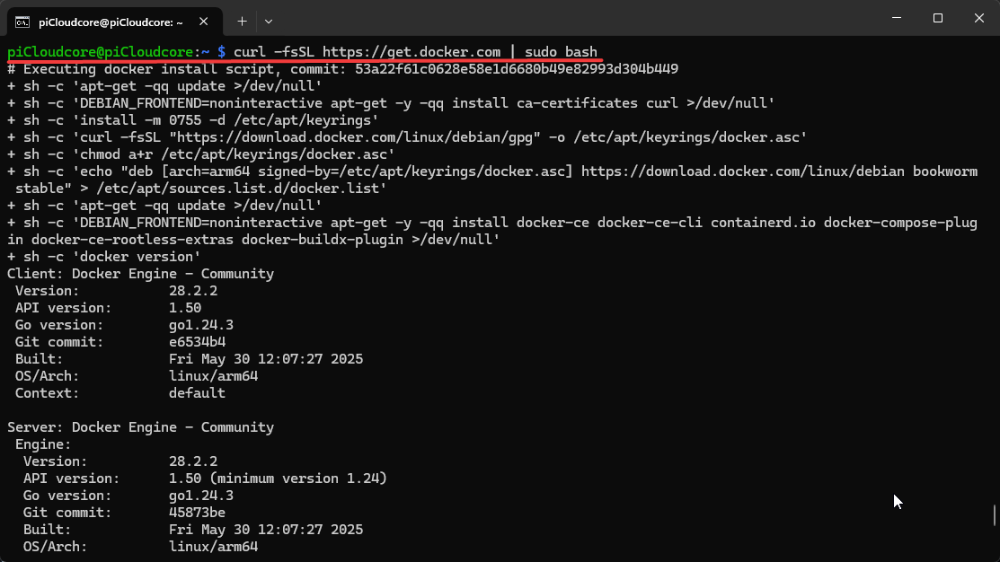 piCloudcore@piCloudcore: ~
piCloudcore@piCloudcore:~ $ curl -fsSL https://get.docker.com | sudo bash
# Executing docker install script, commit: 53a22f61c0628e58e1d6680b49e82993d304b449
+ sh -c 'apt-get -qq update >/dev/null'
+ sh -c 'DEBIAN_FRONTEND=noninteractive apt-get -y -qq install ca-certificates curl >/dev/null'
+ sh -c 'install -m 0755 -d /etc/apt/keyrings'
+ sh -c 'curl -fsSL "https://download.docker.com/linux/debian/gpg" -o /etc/apt/keyrings/docker.asc'
+ sh -c 'chmod a+r /etc/apt/keyrings/docker.asc'
+ sh -c 'echo "deb [arch=arm64 signed-by=/etc/apt/keyrings/docker.asc] https://download.docker.com/linux/debian bookworm
 stable" > /etc/apt/sources.list.d/docker.list'
+ sh -c 'apt-get -qq update >/dev/null'
+ sh -c 'DEBIAN_FRONTEND=noninteractive apt-get -y -qq install docker-ce docker-ce-cli containerd.io docker-compose-plug
in docker-ce-rootless-extras docker-buildx-plugin >/dev/null'
+ sh -c 'docker version'
Client: Docker Engine - Community
 Version:           28.2.2
 API version:       1.50
 Go version:        go1.24.3
 Git commit:        e6534b4
 Built:             Fri May 30 12:07:27 2025
 OS/Arch:           linux/arm64
 Context:           default

Server: Docker Engine - Community
 Engine:
  Version:          28.2.2
  API version:      1.50 (minimum version 1.24)
  Go version:       go1.24.3
  Git commit:       45873be
  Built:            Fri May 30 12:07:27 2025
  OS/Arch:          linux/arm64